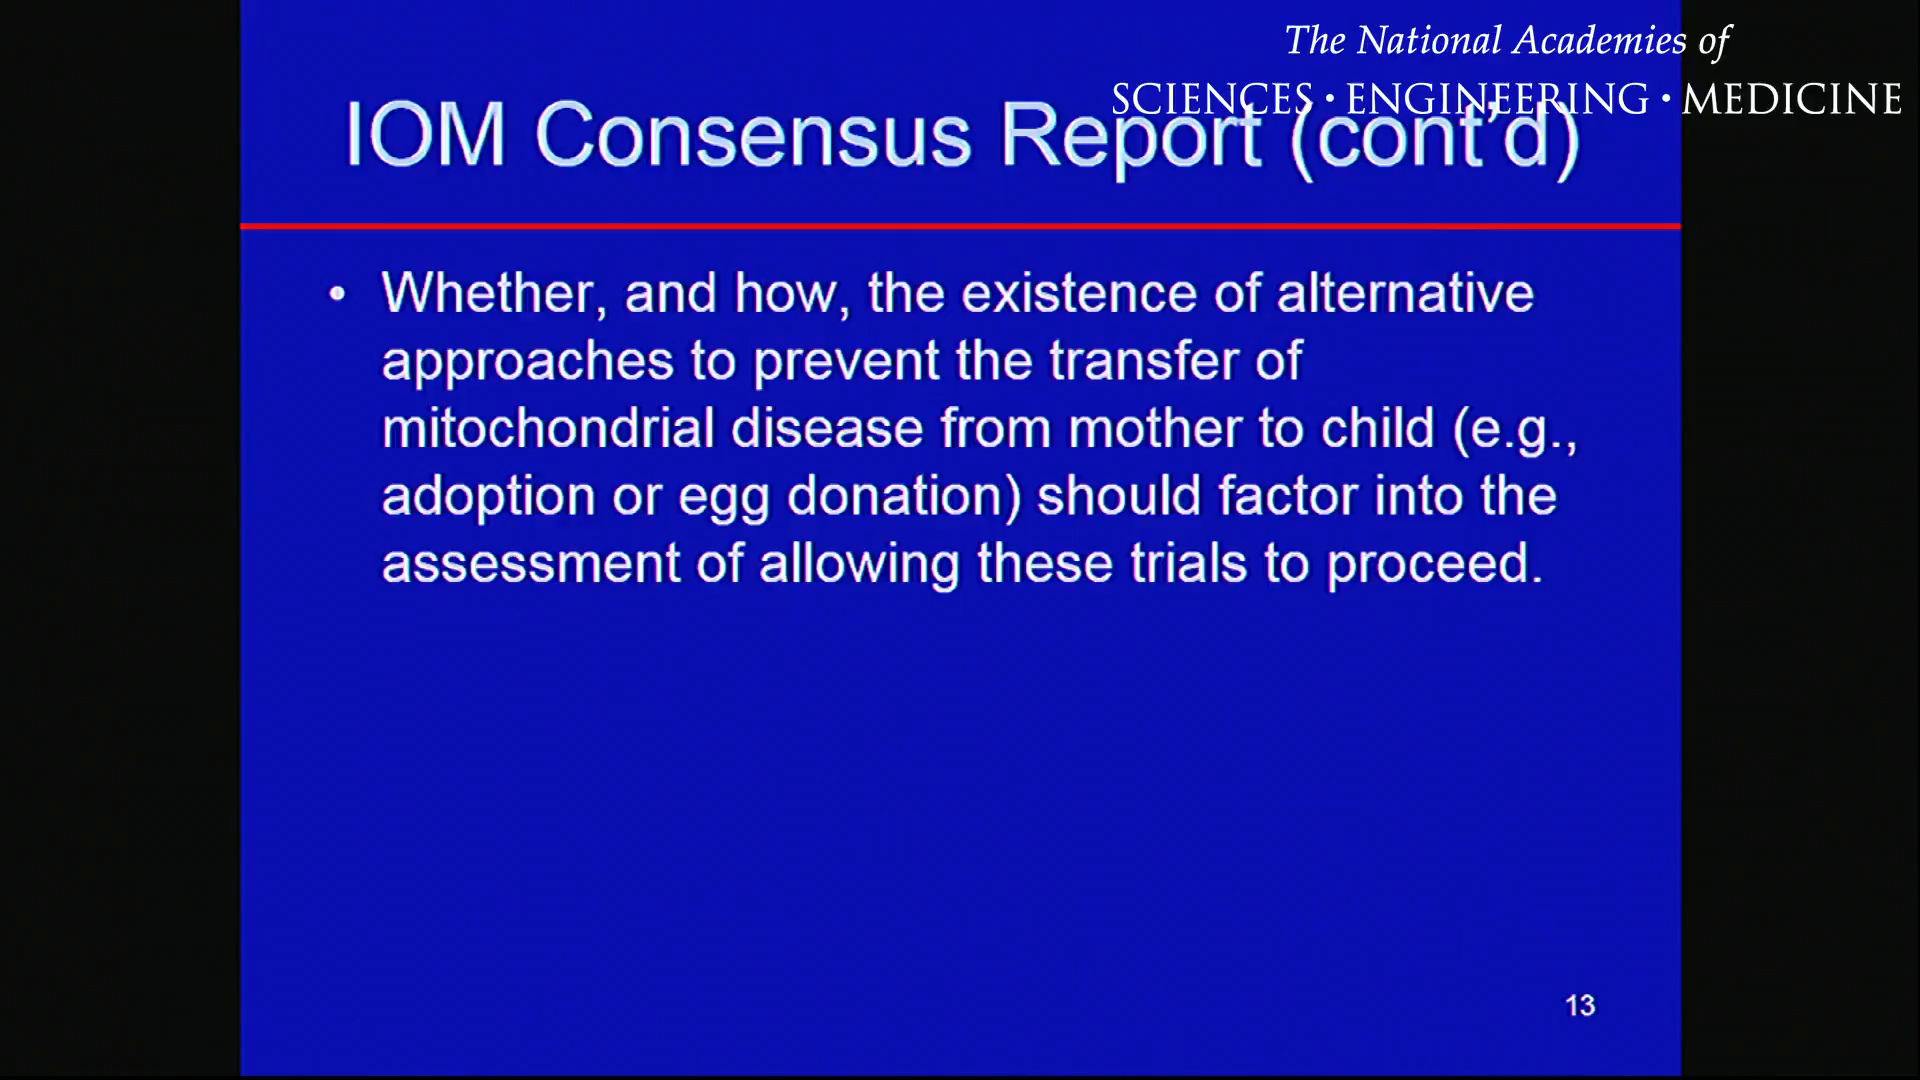 The National Academies of
SCIENCES • ENGINEERING • MEDICINE
IOM Consensus Report (cont'd)
• Whether, and how, the existence of alternative
approaches to prevent the transfer of
mitochondrial disease from mother to child (e.g.,
adoption or egg donation) should factor into the
assessment of allowing these trials to proceed.
13